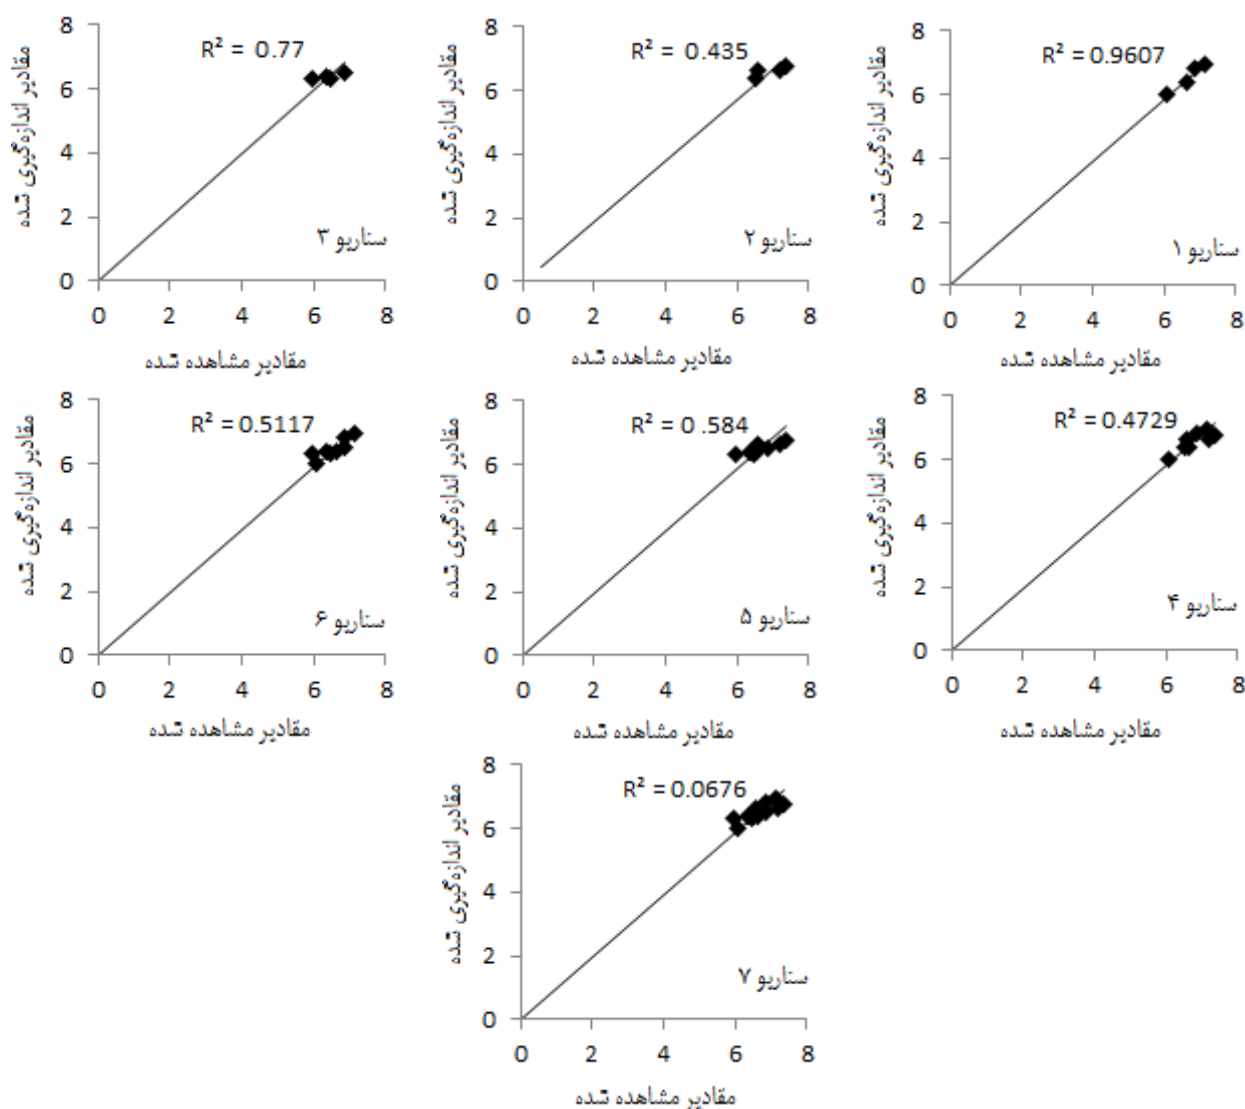 مقادیر اندازه‌گیری شده
8
6
4
2
0
R² = 0.9607
سناریو ۱
0 2 4 6 8
مقادیر مشاهده شده
مقادیر اندازه‌گیری شده
8
6
4
2
0
R² = 0.435
سناریو ۲
0 2 4 6 8
مقادیر مشاهده شده
مقادیر اندازه‌گیری شده
8
6
4
2
0
R² = 0.77
سناریو ۳
0 2 4 6 8
مقادیر مشاهده شده
مقادیر اندازه‌گیری شده
8
6
4
2
0
R² = 0.4729
سناریو ۴
0 2 4 6 8
مقادیر مشاهده شده
مقادیر اندازه‌گیری شده
8
6
4
2
0
R² = 0 .584
سناریو ۵
0 2 4 6 8
مقادیر مشاهده شده
مقادیر اندازه‌گیری شده
8
6
4
2
0
R² = 0.5117
سناریو ۶
0 2 4 6 8
مقادیر مشاهده شده
مقادیر اندازه‌گیری شده
8
6
4
2
0
R² = 0.0676
سناریو ۷
0 2 4 6 8
مقادیر مشاهده شده